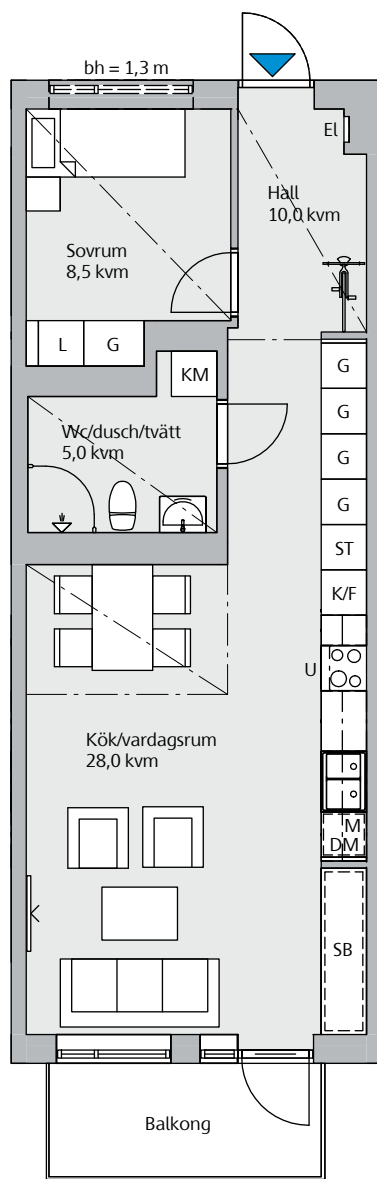 bh = 1,3 m
El
Hall
10,0 kvm
Sovrum
8,5 kvm
L
G
KM
G
G
G
G
ST
K/F
Wc/dusch/tvätt
5,0 kvm
U
Kök/vardagsrum
28,0 kvm
M
DM
SB
Balkong